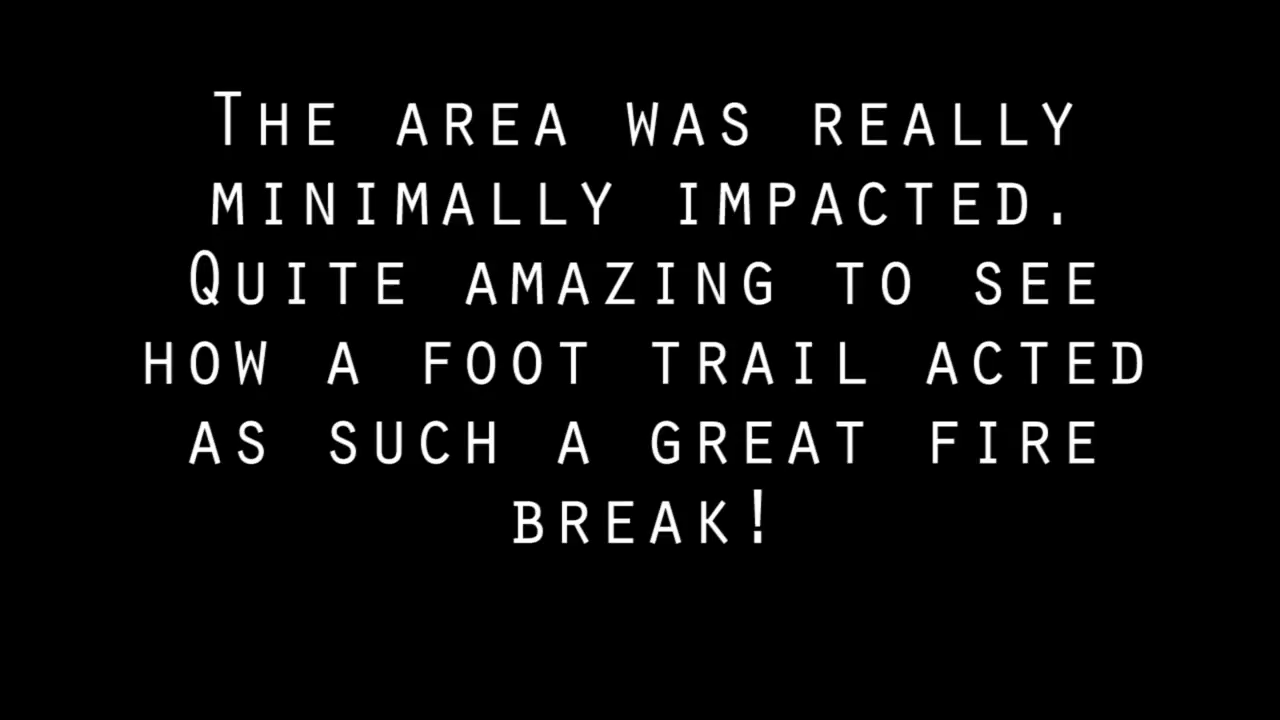 The area was really
minimally impacted.
Quite amazing to see
how a foot trail acted
as such a great fire
break!